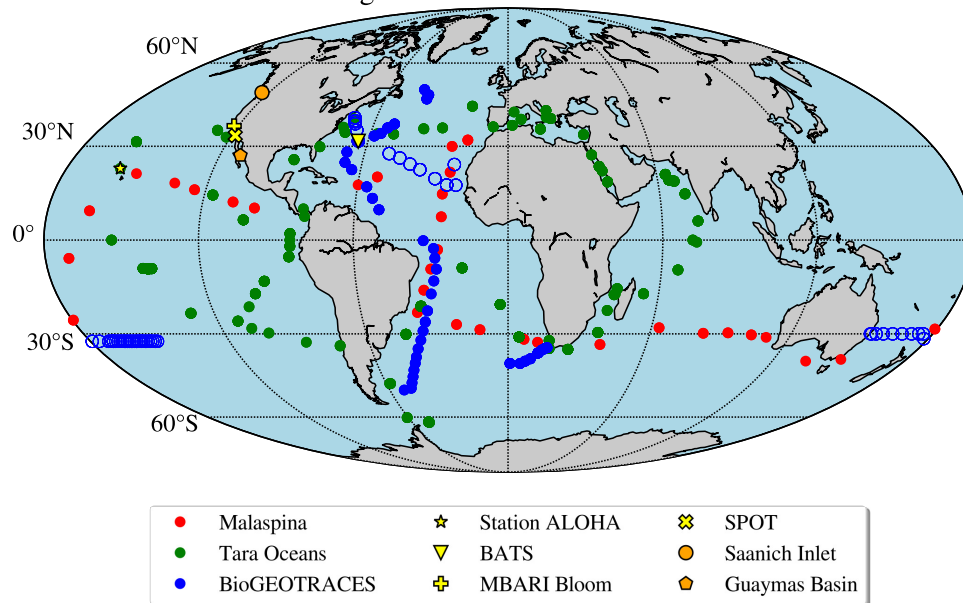 60°N
30°N
0°
30°S
60°S
Malaspina
Tara Oceans
BioGEOTRACES
Station ALOHA
BATS
MBARI Bloom
SPOT
Saanich Inlet
Guaymas Basin